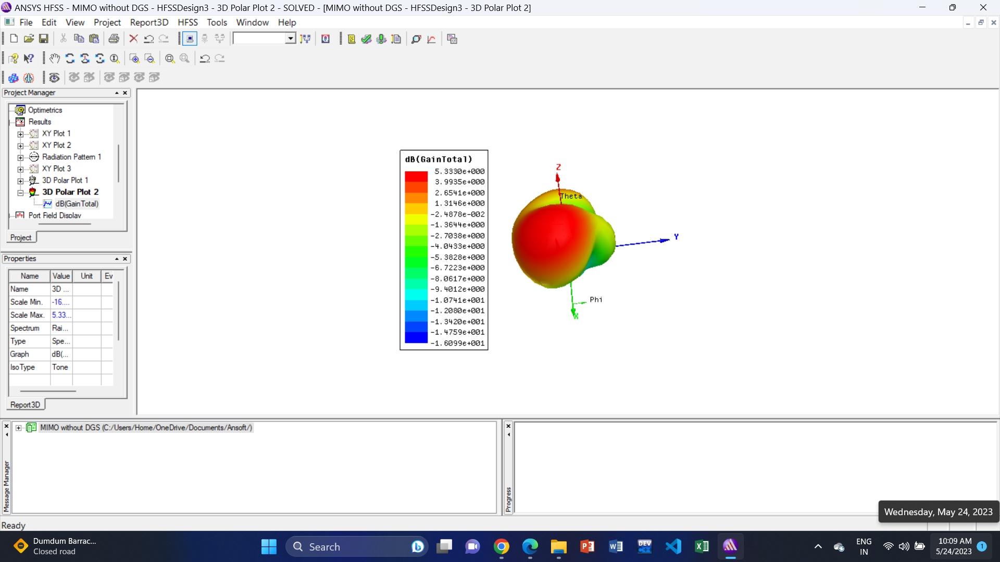 ANSYS HFSS - MIMO without DGS - HFSSDesign3 - 3D Polar Plot 2 - SOLVED - [MIMO without DGS - HFSSDesign3 - 3D Polar Plot 2]
File Edit View Project Report3D HFSS Tools Window Help
Project Manager
Optimetrics
Results
XY Plot 1
XY Plot 2
Radiation Pattern 1
XY Plot 3
3D Polar Plot 1
3D Polar Plot 2
dB(GainTotal)
Port Field Display
Project
Properties
Name Value Unit Ev
Name 3D ...
Scale Min. -16....
Scale Max. 5.33...
Spectrum Rai...
Type Spe...
Graph dB(...
IsoType Tone
Report3D
dB(GainTotal)
5.3330e+000
3.9935e+000
2.6541e+000
1.3146e+000
-2.4878e-002
-1.3644e+000
-2.7038e+000
-4.0433e+000
-5.3828e+000
-6.7223e+000
-8.0617e+000
-9.4012e+000
-1.0741e+001
-1.2080e+001
-1.3420e+001
-1.4759e+001
-1.6099e+001
Z
Theta
Y
Phi
X
MIMO without DGS (C:/Users/Home/OneDrive/Documents/Ansoft/)
Message Manager
Progress
Wednesday, May 24, 2023
Ready
Dumdum Barrac...
Closed road
Search
DEV
ENG
IN
10:09 AM
5/24/2023
1